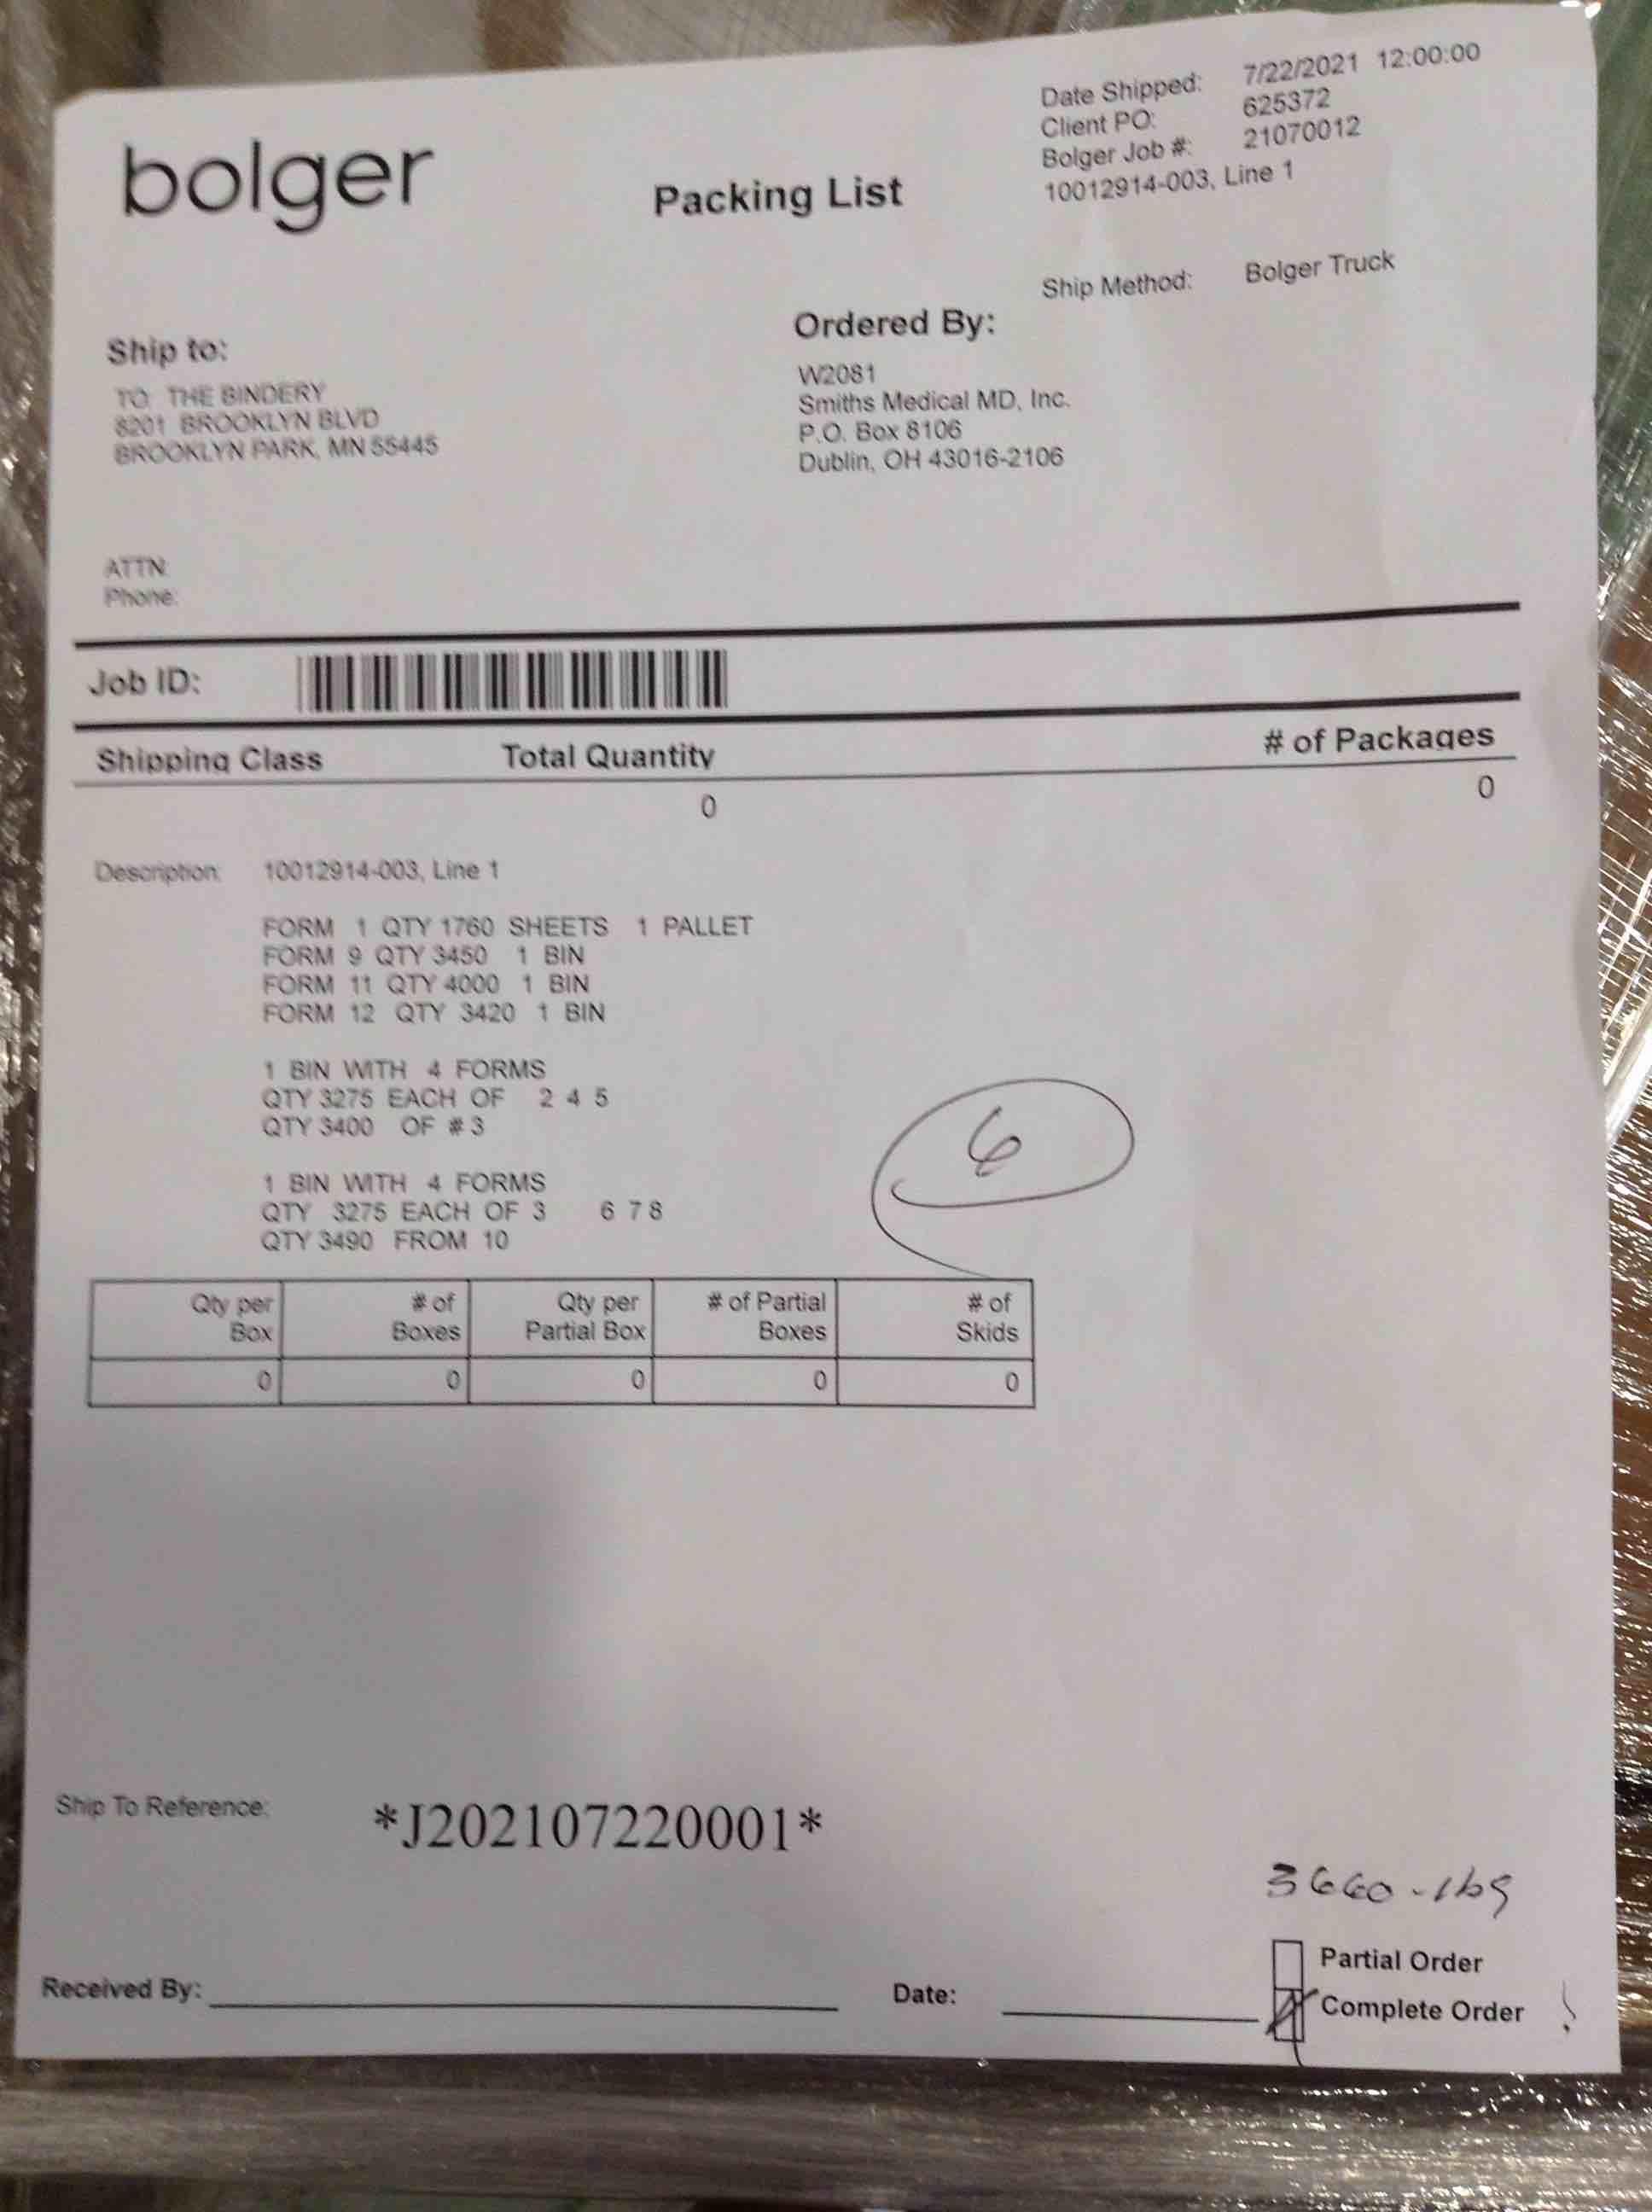 bolger
Packing List
Date Shipped: 7/22/2021 12:00:00
Client PO: 625372
Bolger Job #: 21070012
10012914-003, Line 1
Ship Method: Bolger Truck
Ship to:
TO THE BINDERY
8201 BROOKLYN BLVD
BROOKLYN PARK, MN 55445
Ordered By:
W2081
Smiths Medical MD, Inc.
P.O. Box 8106
Dublin, OH 43016-2106
ATTN:
Phone:
Job ID:
Shipping Class Total Quantity # of Packages
0 0
Description: 10012914-003, Line 1
FORM 1 QTY 1760 SHEETS 1 PALLET
FORM 9 QTY 3450 1 BIN
FORM 11 QTY 4000 1 BIN
FORM 12 QTY 3420 1 BIN
1 BIN WITH 4 FORMS
QTY 3275 EACH OF 2 4 5
QTY 3400 OF # 3
1 BIN WITH 4 FORMS
QTY 3275 EACH OF 3 6 7 8
QTY 3490 FROM 10
6
Qty per Box # of Boxes Qty per Partial Box # of Partial Boxes # of Skids
0 0 0 0 0
Ship To Reference: *J202107220001*
3660-lbs
Partial Order
Received By: Date: Complete Order